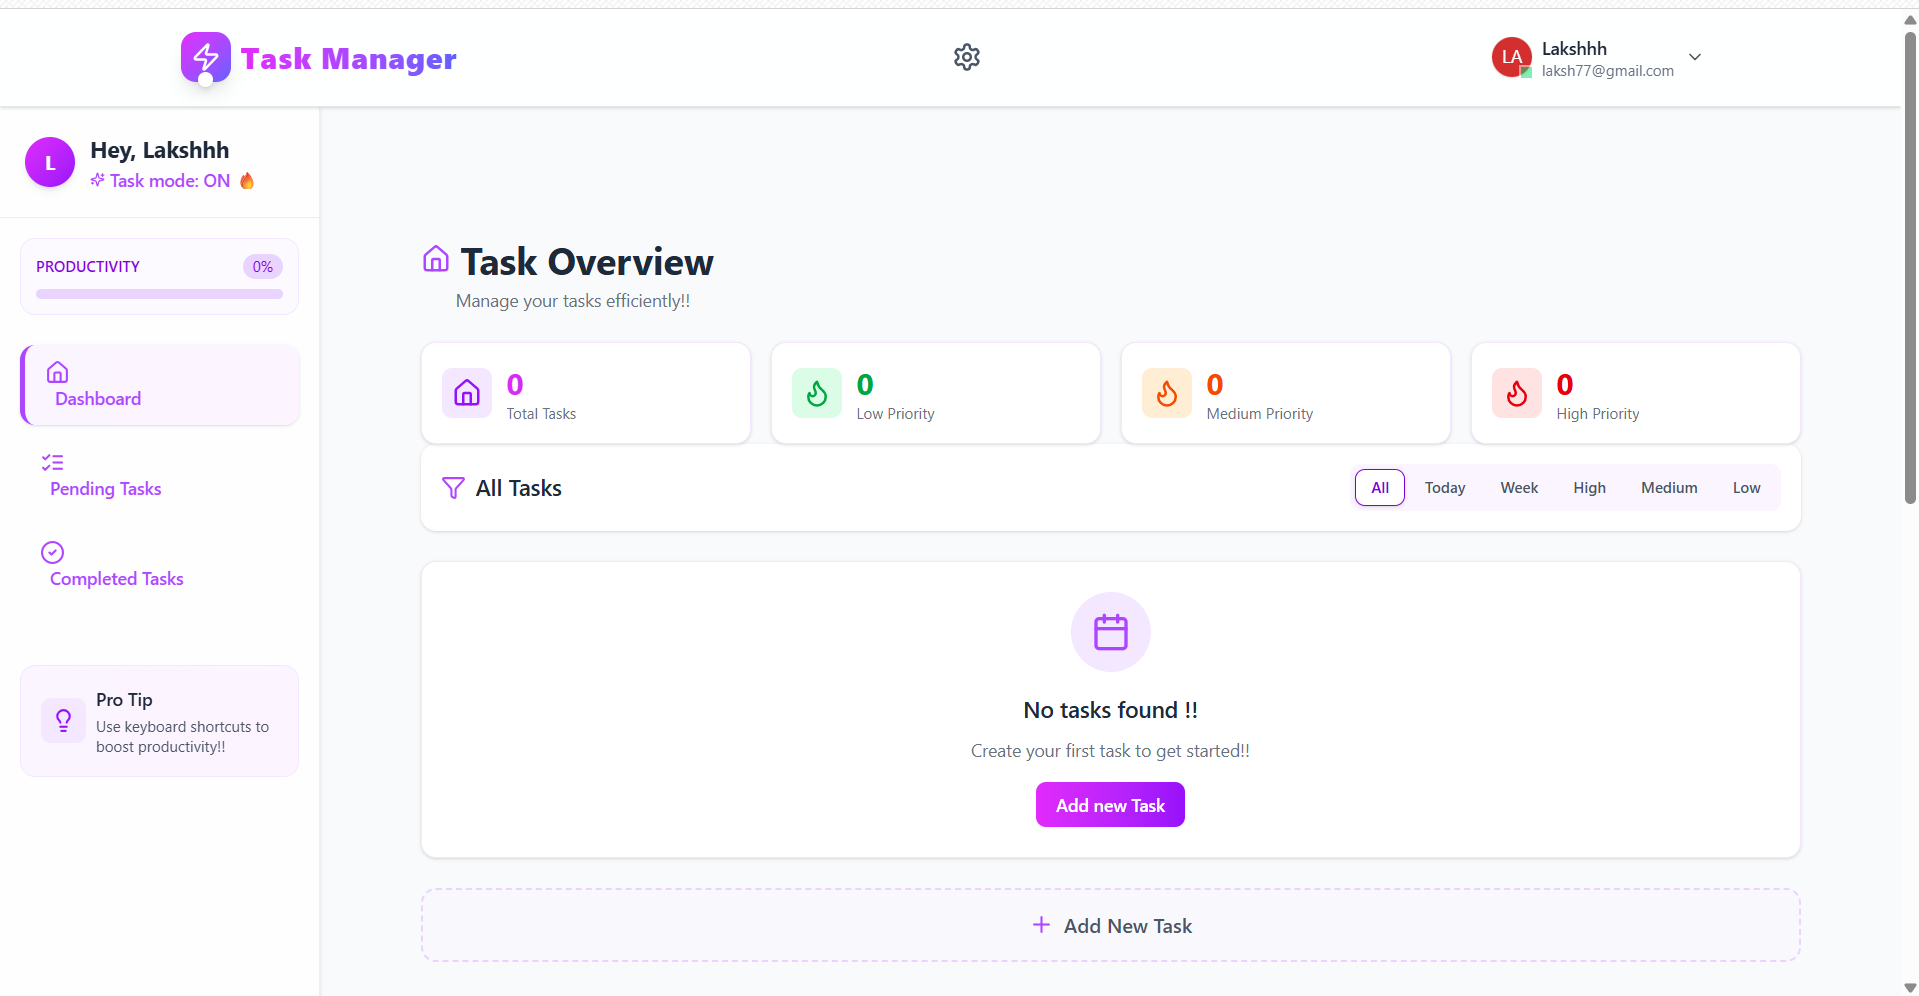 Task Manager
LA
Lakshhh
laksh77@gmail.com
L
Hey, Lakshhh
Task mode: ON 🔥
PRODUCTIVITY
0%
Dashboard
Pending Tasks
Completed Tasks
Pro Tip
Use keyboard shortcuts to
boost productivity!!
Task Overview
Manage your tasks efficiently!!
0
Total Tasks
0
Low Priority
0
Medium Priority
0
High Priority
All Tasks
All Today Week High Medium Low
No tasks found !!
Create your first task to get started!!
Add new Task
+ Add New Task